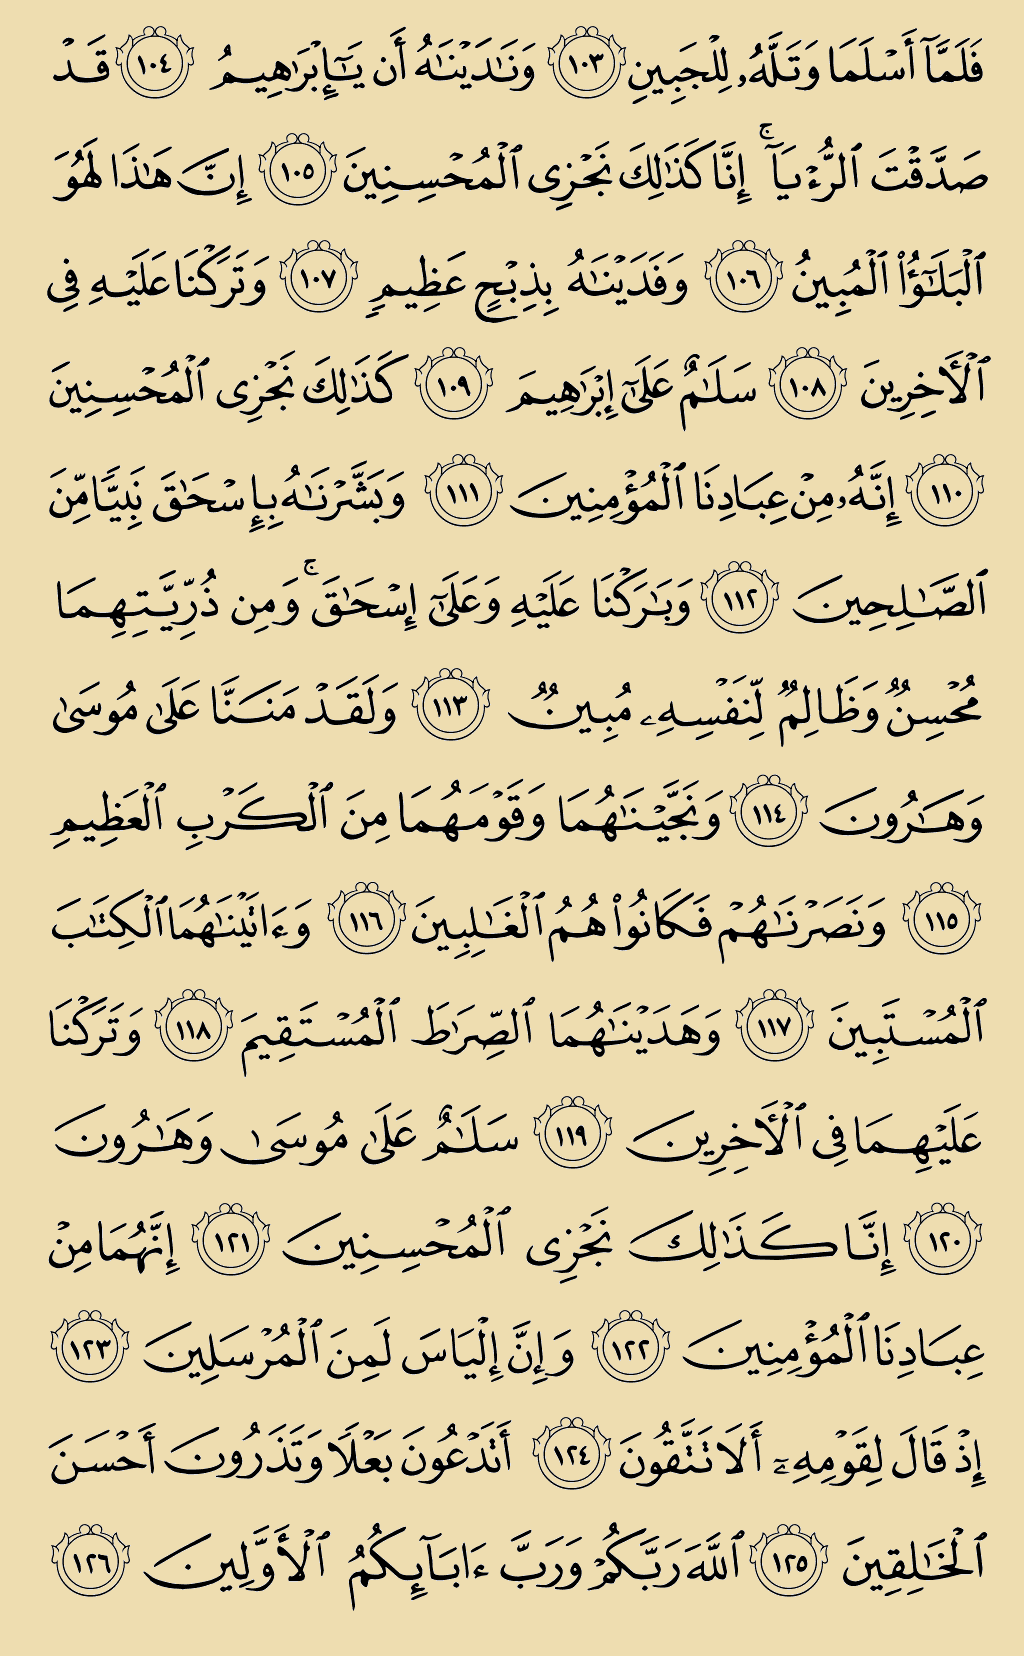 فَلَمَّآ أَسْلَمَا وَتَلَّهُۥ لِلْجَبِينِ ١٠٣ وَنَٰدَيْنَٰهُ أَن يَٰٓإِبْرَٰهِيمُ ١٠٤ قَدْ
صَدَّقْتَ ٱلرُّءْيَآ ۚ إِنَّا كَذَٰلِكَ نَجْزِى ٱلْمُحْسِنِينَ ١٠٥ إِنَّ هَٰذَا لَهُوَ
ٱلْبَلَٰٓؤُا۟ ٱلْمُبِينُ ١٠٦ وَفَدَيْنَٰهُ بِذِبْحٍ عَظِيمٍ ١٠٧ وَتَرَكْنَا عَلَيْهِ فِى
ٱلْءَاخِرِينَ ١٠٨ سَلَٰمٌ عَلَىٰٓ إِبْرَٰهِيمَ ١٠٩ كَذَٰلِكَ نَجْزِى ٱلْمُحْسِنِينَ
١١٠ إِنَّهُۥ مِنْ عِبَادِنَا ٱلْمُؤْمِنِينَ ١١١ وَبَشَّرْنَٰهُ بِإِسْحَٰقَ نَبِيًّا مِّنَ
ٱلصَّٰلِحِينَ ١١٢ وَبَٰرَكْنَا عَلَيْهِ وَعَلَىٰٓ إِسْحَٰقَ ۚ وَمِن ذُرِّيَّتِهِمَا
مُحْسِنٌ وَظَالِمٌ لِّنَفْسِهِۦ مُبِينٌ ١١٣ وَلَقَدْ مَنَنَّا عَلَىٰ مُوسَىٰ
وَهَٰرُونَ ١١٤ وَنَجَّيْنَٰهُمَا وَقَوْمَهُمَا مِنَ ٱلْكَرْبِ ٱلْعَظِيمِ
١١٥ وَنَصَرْنَٰهُمْ فَكَانُوا۟ هُمُ ٱلْغَٰلِبِينَ ١١٦ وَءَاتَيْنَٰهُمَا ٱلْكِتَٰبَ
ٱلْمُسْتَبِينَ ١١٧ وَهَدَيْنَٰهُمَا ٱلصِّرَٰطَ ٱلْمُسْتَقِيمَ ١١٨ وَتَرَكْنَا
عَلَيْهِمَا فِى ٱلْءَاخِرِينَ ١١٩ سَلَٰمٌ عَلَىٰ مُوسَىٰ وَهَٰرُونَ
١٢٠ إِنَّا كَذَٰلِكَ نَجْزِى ٱلْمُحْسِنِينَ ١٢١ إِنَّهُمَا مِنْ
عِبَادِنَا ٱلْمُؤْمِنِينَ ١٢٢ وَإِنَّ إِلْيَاسَ لَمِنَ ٱلْمُرْسَلِينَ ١٢٣
إِذْ قَالَ لِقَوْمِهِۦٓ أَلَا تَتَّقُونَ ١٢٤ أَتَدْعُونَ بَعْلًا وَتَذَرُونَ أَحْسَنَ
ٱلْخَٰلِقِينَ ١٢٥ ٱللَّهَ رَبَّكُمْ وَرَبَّ ءَابَآئِكُمُ ٱلْأَوَّلِينَ ١٢٦